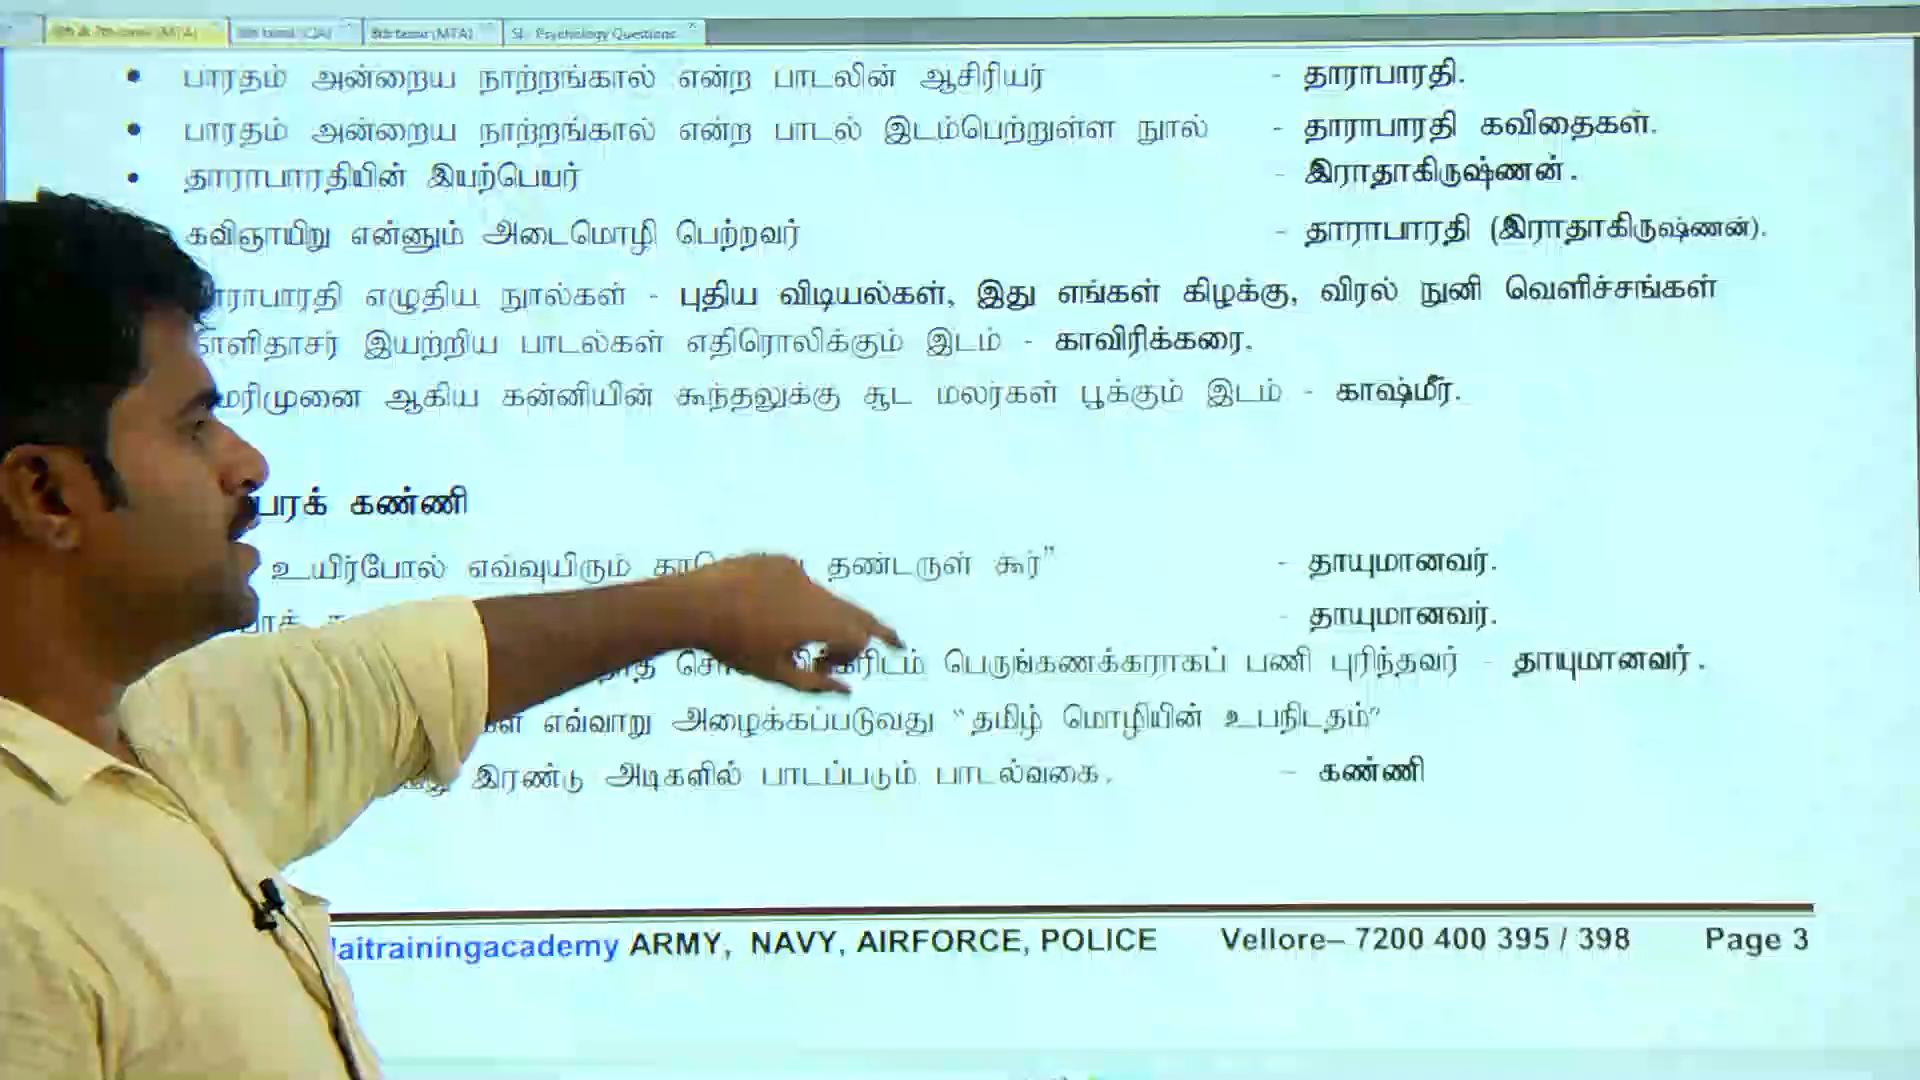 6th & 7th tamil (MTA) 8th tamil (CJA) 8th tamil (MTA) SI - Psychology Questions
• பாரதம் அன்றைய நாற்றங்கால் என்ற பாடலின் ஆசிரியர் - தாராபாரதி.
• பாரதம் அன்றைய நாற்றங்கால் என்ற பாடல் இடம்பெற்றுள்ள நூல் - தாராபாரதி கவிதைகள்.
• தாராபாரதியின் இயற்பெயர் - இராதாகிருஷ்ணன்.
கவிஞாயிறு என்னும் அடைமொழி பெற்றவர் - தாராபாரதி (இராதாகிருஷ்ணன்).
ாராபாரதி எழுதிய நூல்கள் - புதிய விடியல்கள், இது எங்கள் கிழக்கு, விரல் நுனி வெளிச்சங்கள்
காளிதாசர் இயற்றிய பாடல்கள் எதிரொலிக்கும் இடம் - காவிரிக்கரை.
மரிமுனை ஆகிய கன்னியின் கூந்தலுக்கு சூட மலர்கள் பூக்கும் இடம் - காஷ்மீர்.
பரக் கண்ணி
உயிர்போல் எவ்வுயிரும் தண்டருள் கூர்” - தாயுமானவர்.
- தாயுமானவர்.
பெருங்கணக்கராகப் பணி புரிந்தவர் - தாயுமானவர்.
கள் எவ்வாறு அழைக்கப்படுவது “தமிழ் மொழியின் உபநிடதம்”
இரண்டு அடிகளில் பாடப்படும் பாடல்வகை. - கண்ணி
laitrainingacademy ARMY, NAVY, AIRFORCE, POLICE Vellore– 7200 400 395 / 398 Page 3